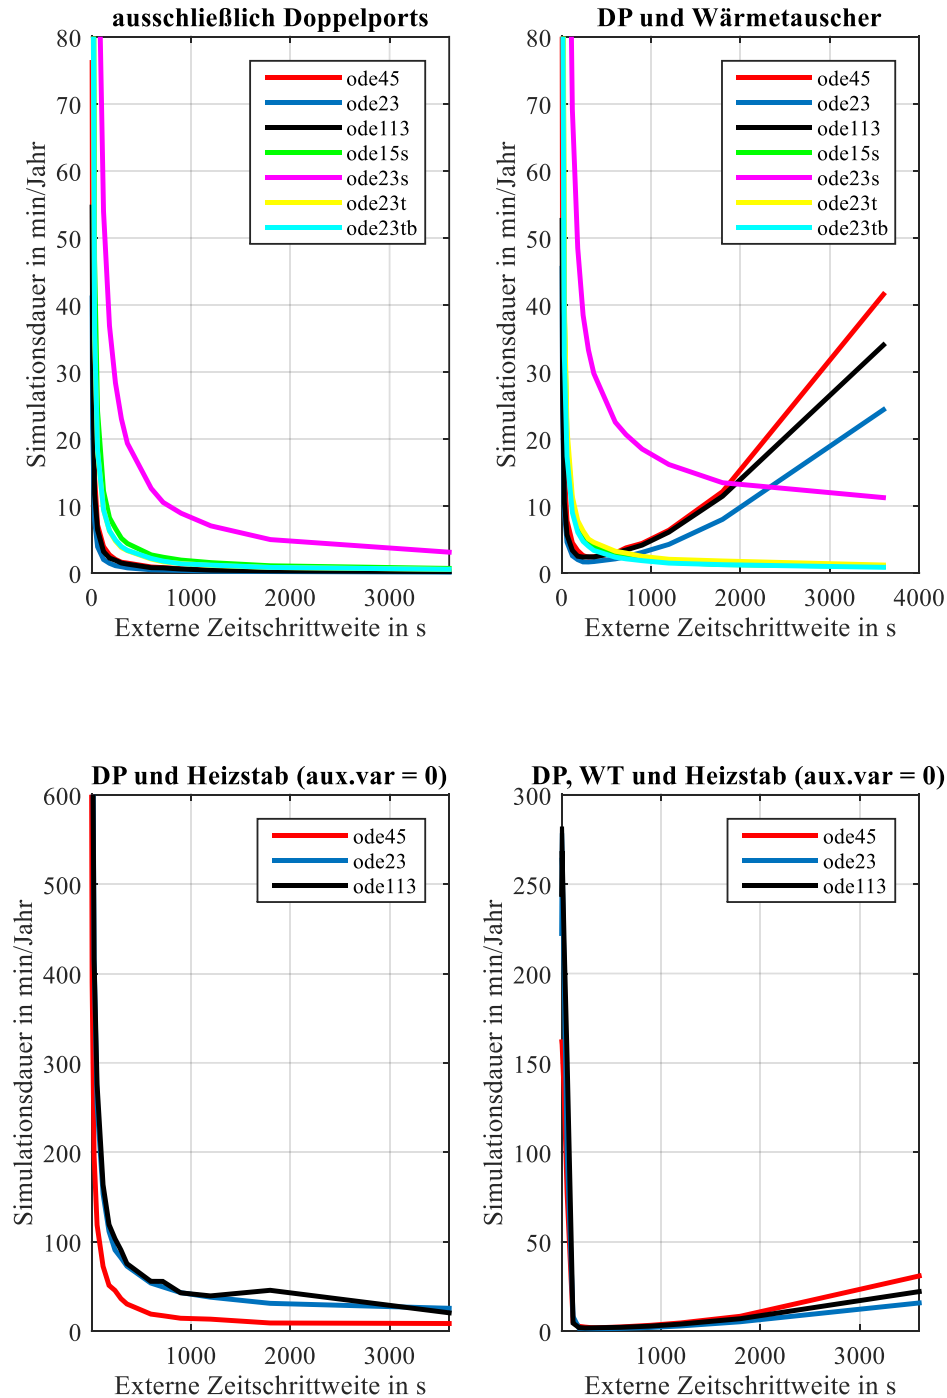 ausschließlich Doppelports
80
70
60
50
40
30
20
10
0
0
1000
2000
3000
Simulationsdauer in min/Jahr
Externe Zeitschrittweite in s
ode45
ode23
ode113
ode15s
ode23s
ode23t
ode23tb
DP und Wärmetauscher
80
70
60
50
40
30
20
10
0
0
1000
2000
3000
4000
Simulationsdauer in min/Jahr
Externe Zeitschrittweite in s
ode45
ode23
ode113
ode15s
ode23s
ode23t
ode23tb
DP und Heizstab (aux.var = 0)
600
500
400
300
200
100
0
1000
2000
3000
Simulationsdauer in min/Jahr
Externe Zeitschrittweite in s
ode45
ode23
ode113
DP, WT und Heizstab (aux.var = 0)
300
250
200
150
100
50
0
1000
2000
3000
Simulationsdauer in min/Jahr
Externe Zeitschrittweite in s
ode45
ode23
ode113